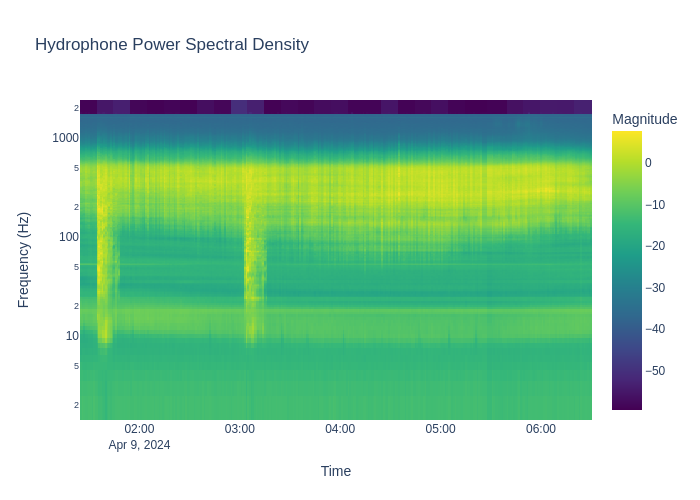 Hydrophone Power Spectral Density
Magnitude
0
−10
−20
−30
−40
−50
2
1000
5
2
100
5
2
10
5
2
Frequency (Hz)
02:00 03:00 04:00 05:00 06:00
Apr 9, 2024
Time